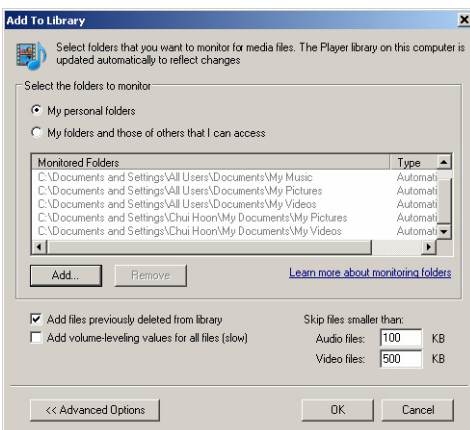 Add To Library
Select folders that you want to monitor for media files. The Player library on this computer is
updated automatically to reflect changes
Select the folders to monitor
My personal folders
My folders and those of others that I can access
Monitored Folders Type
C:\Documents and Settings\All Users\Documents\My Music Automati
C:\Documents and Settings\All Users\Documents\My Pictures Automati
C:\Documents and Settings\All Users\Documents\My Videos Automati
C:\Documents and Settings\Chui Hoon\My Documents\My Pictures Automati
C:\Documents and Settings\Chui Hoon\My Documents\My Videos Automati
Add... Remove Learn more about monitoring folders
Add files previously deleted from library
Add volume-leveling values for all files (slow)
Skip files smaller than:
Audio files: 100 KB
Video files: 500 KB
<< Advanced Options OK Cancel